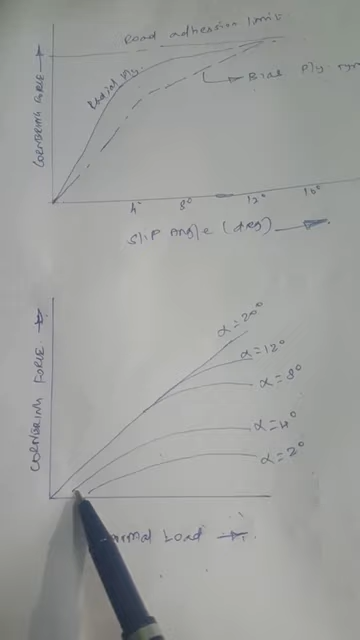 Road adhesion limit
Radial Ply
Bias Ply
CORNERING FORCE
4° 8° 12° 16°
Slip Angle (deg)
α=20°
α=12°
α=8°
α=4°
α=2°
CORNERING FORCE
ormal Load